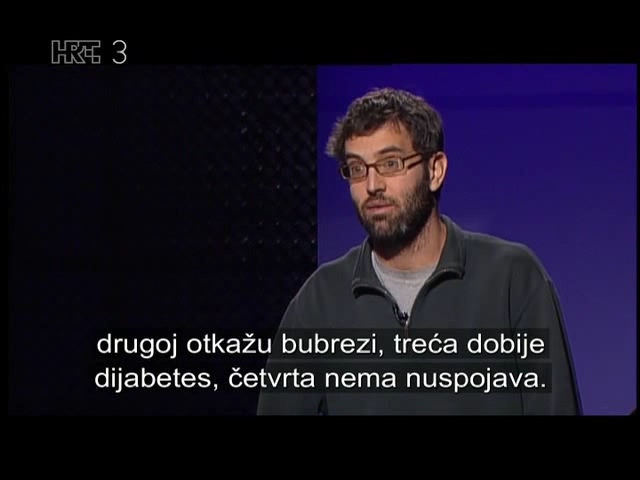 HRT 3
drugoj otkažu bubrezi, treća dobije
dijabetes, četvrta nema nuspojava.